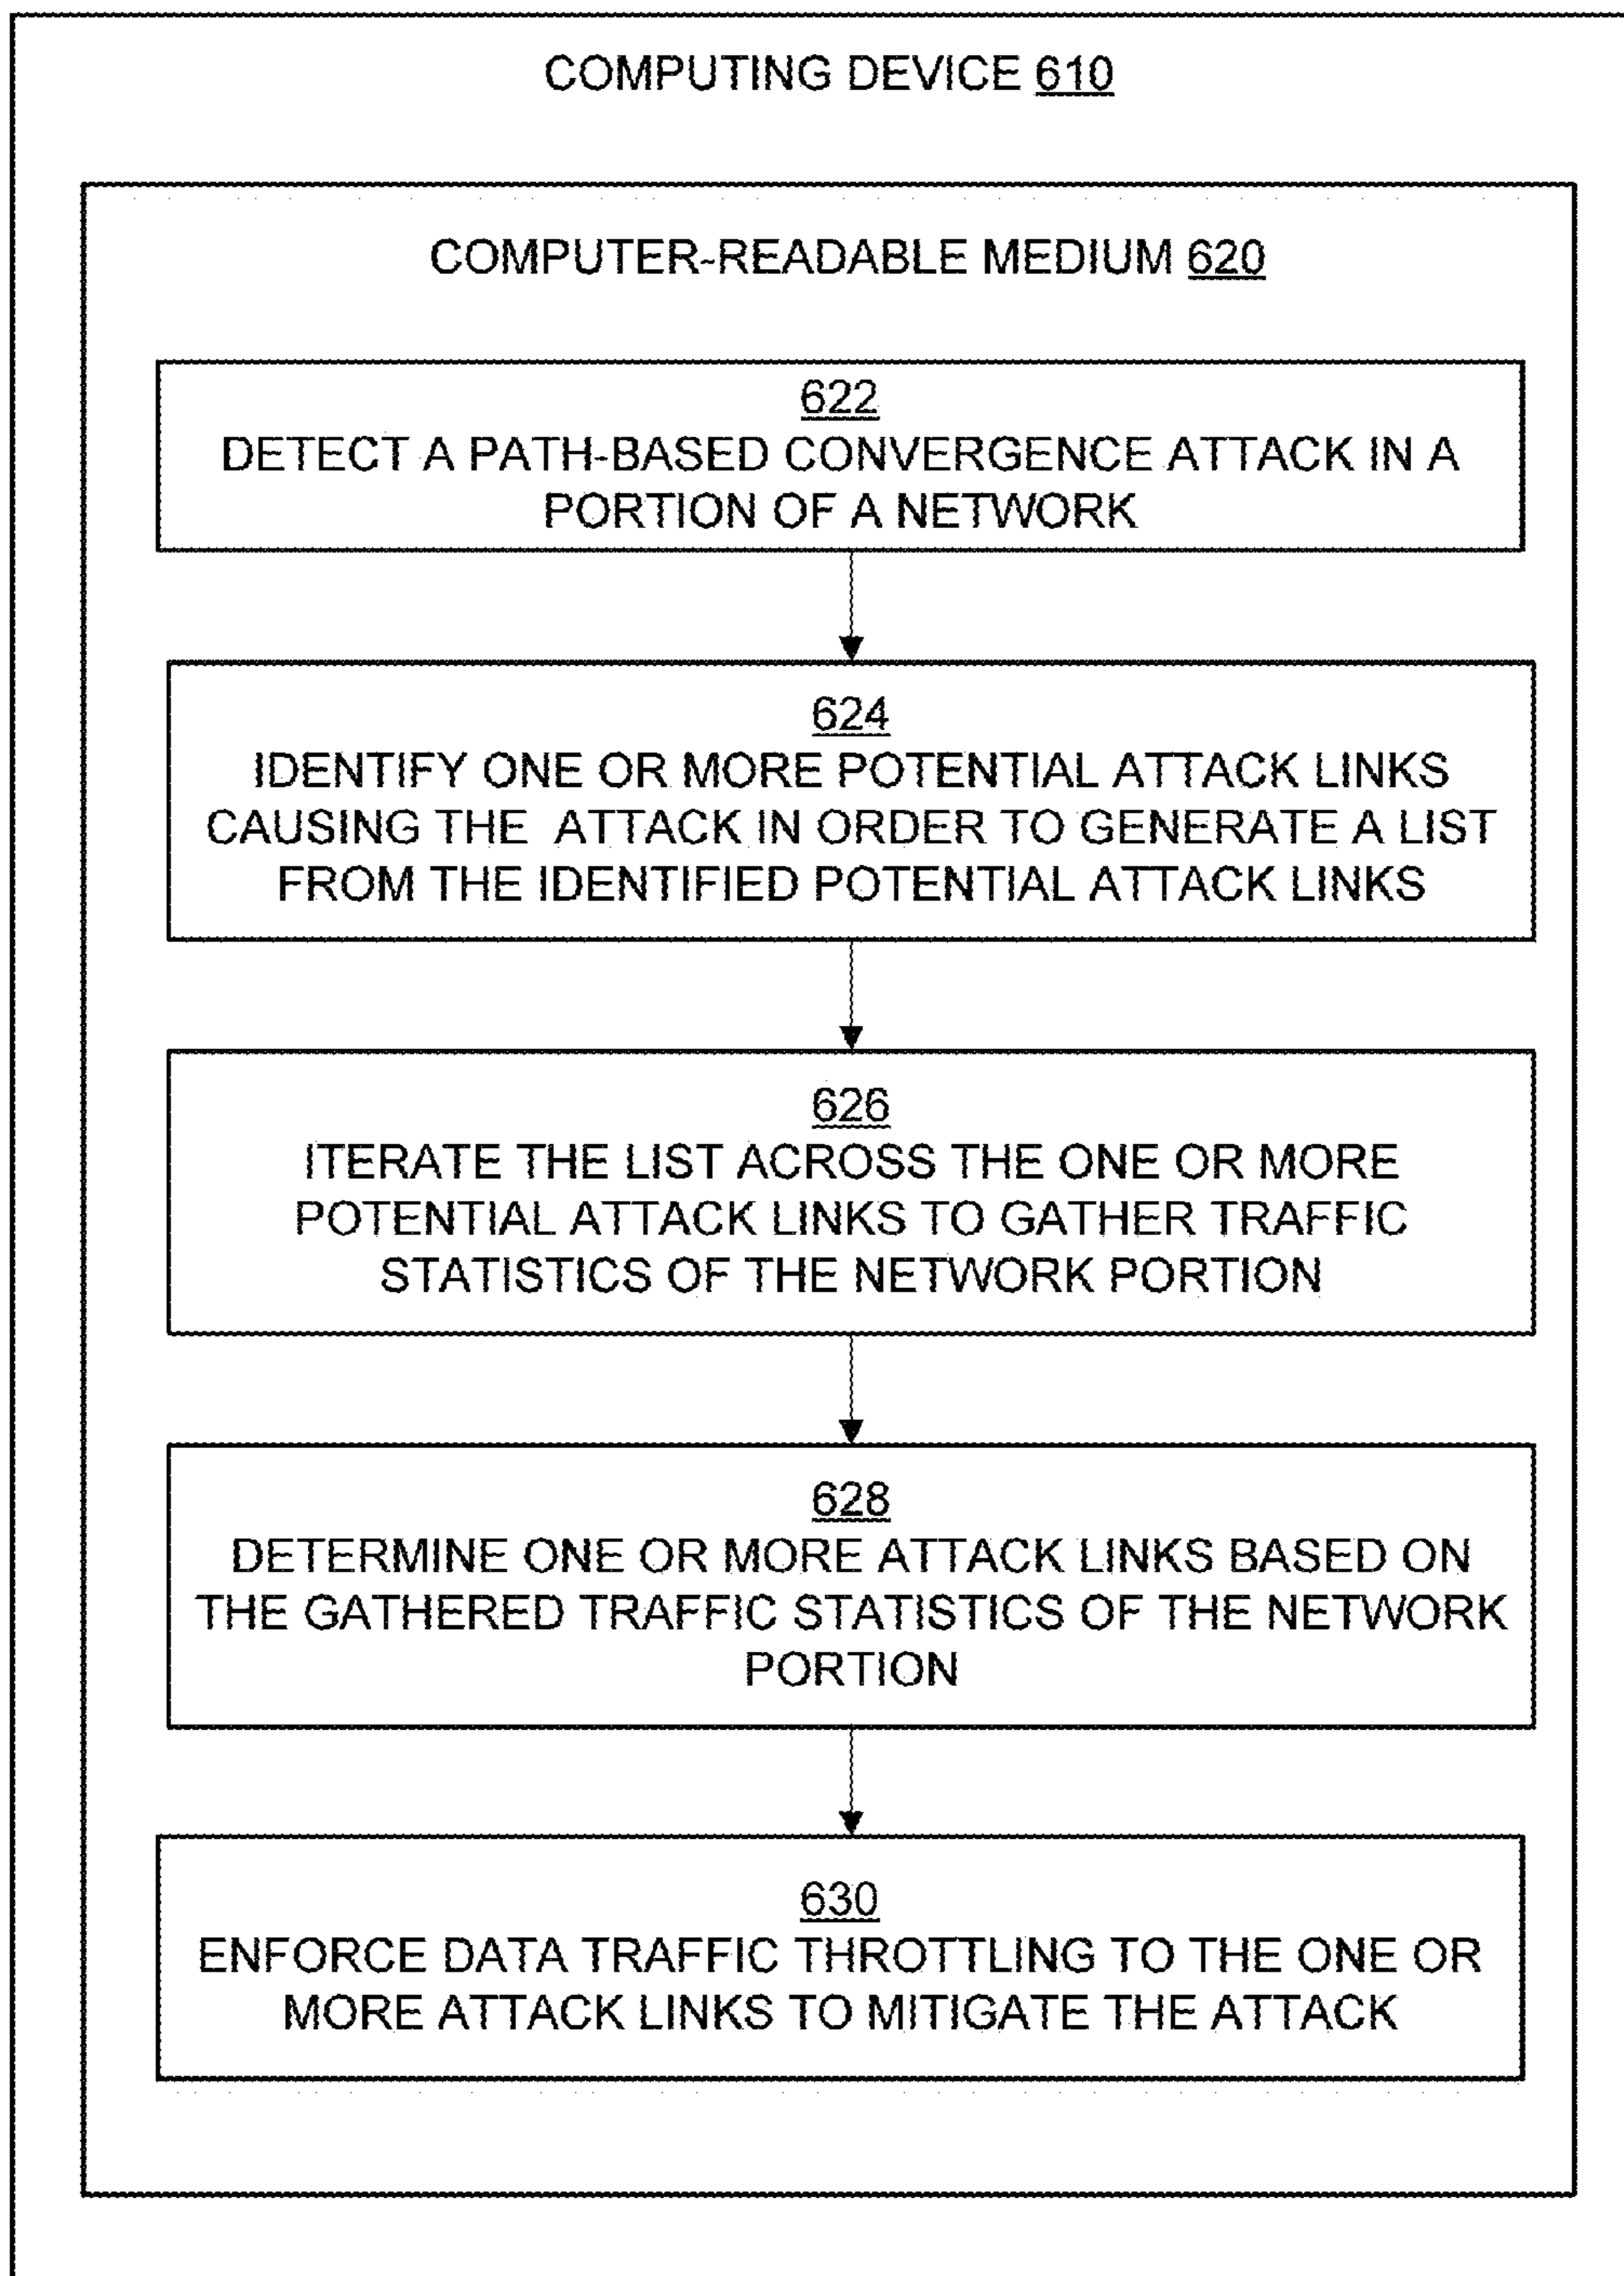 COMPUTING DEVICE 610
COMPUTER-READABLE MEDIUM 620
622
DETECT A PATH-BASED CONVERGENCE ATTACK IN A
PORTION OF A NETWORK
624
IDENTIFY ONE OR MORE POTENTIAL ATTACK LINKS
CAUSING THE ATTACK IN ORDER TO GENERATE A LIST
FROM THE IDENTIFIED POTENTIAL ATTACK LINKS
626
ITERATE THE LIST ACROSS THE ONE OR MORE
POTENTIAL ATTACK LINKS TO GATHER TRAFFIC
STATISTICS OF THE NETWORK PORTION
628
DETERMINE ONE OR MORE ATTACK LINKS BASED ON
THE GATHERED TRAFFIC STATISTICS OF THE NETWORK
PORTION
630
ENFORCE DATA TRAFFIC THROTTLING TO THE ONE OR
MORE ATTACK LINKS TO MITIGATE THE ATTACK